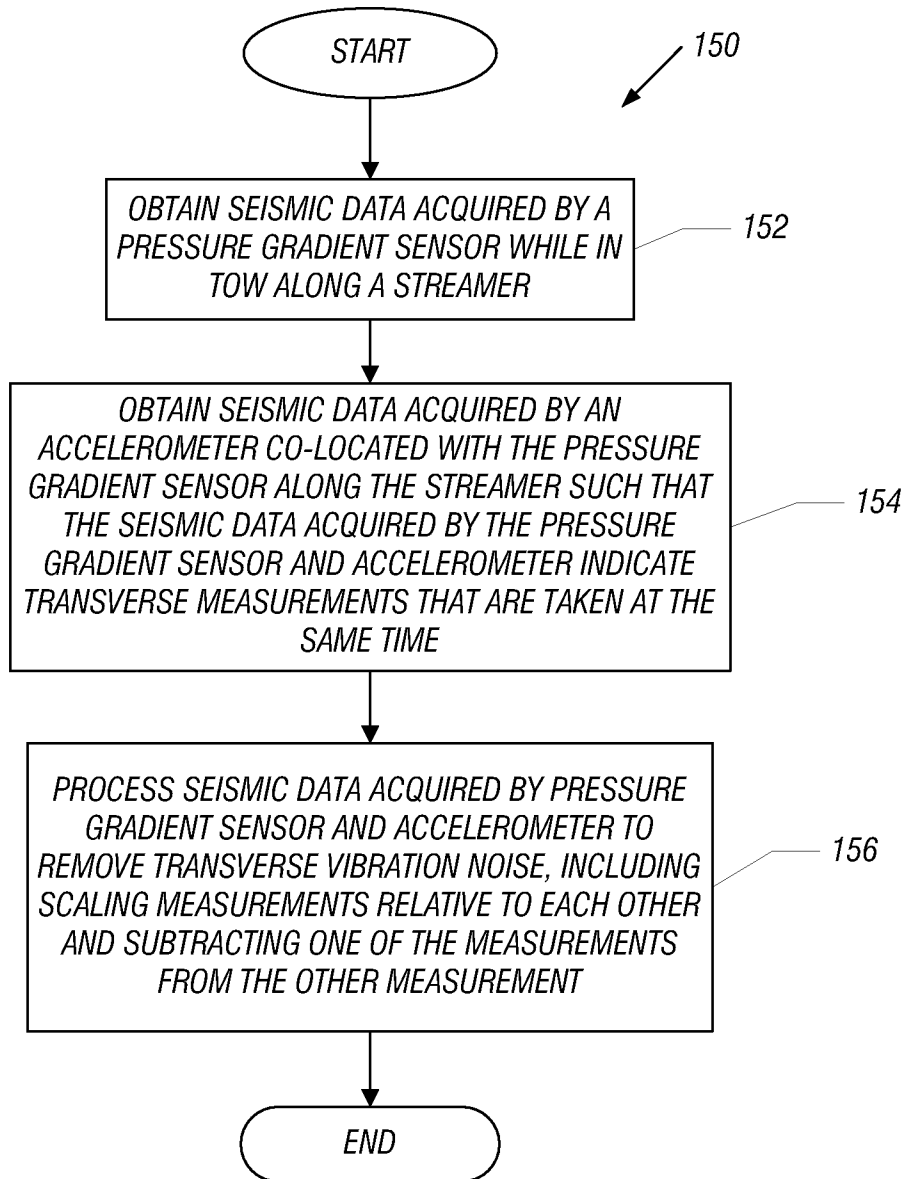 START
150
OBTAIN SEISMIC DATA ACQUIRED BY A
PRESSURE GRADIENT SENSOR WHILE IN
TOW ALONG A STREAMER
152
OBTAIN SEISMIC DATA ACQUIRED BY AN
ACCELEROMETER CO-LOCATED WITH THE PRESSURE
GRADIENT SENSOR ALONG THE STREAMER SUCH THAT
THE SEISMIC DATA ACQUIRED BY THE PRESSURE
GRADIENT SENSOR AND ACCELEROMETER INDICATE
TRANSVERSE MEASUREMENTS THAT ARE TAKEN AT THE
SAME TIME
154
PROCESS SEISMIC DATA ACQUIRED BY PRESSURE
GRADIENT SENSOR AND ACCELEROMETER TO
REMOVE TRANSVERSE VIBRATION NOISE, INCLUDING
SCALING MEASUREMENTS RELATIVE TO EACH OTHER
AND SUBTRACTING ONE OF THE MEASUREMENTS
FROM THE OTHER MEASUREMENT
156
END